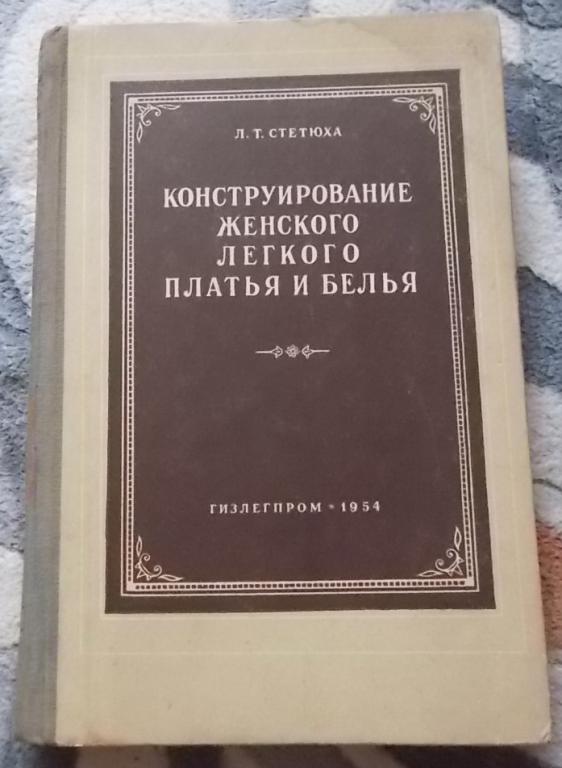 Л. Т. СТЕТЮХА
КОНСТРУИРОВАНИЕ
ЖЕНСКОГО
ЛЕГКОГО
ПЛАТЬЯ И БЕЛЬЯ
ГИЗЛЕГПРОМ * 1954